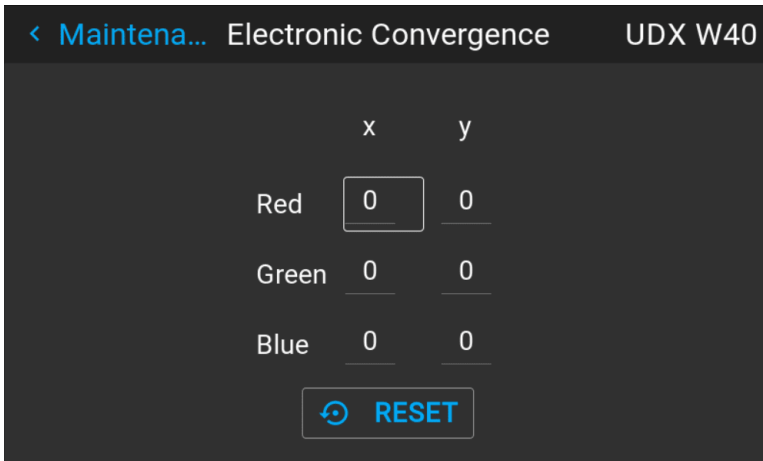 < Maintena... Electronic Convergence UDX W40
x y
Red 0 0
Green 0 0
Blue 0 0
RESET